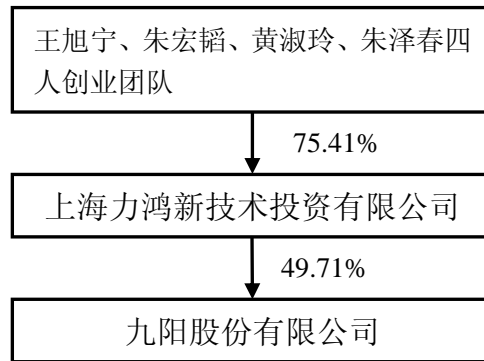 王旭宁、朱宏韬、黄淑玲、朱泽春四
人创业团队
75.41%
上海力鸿新技术投资有限公司
49.71%
九阳股份有限公司